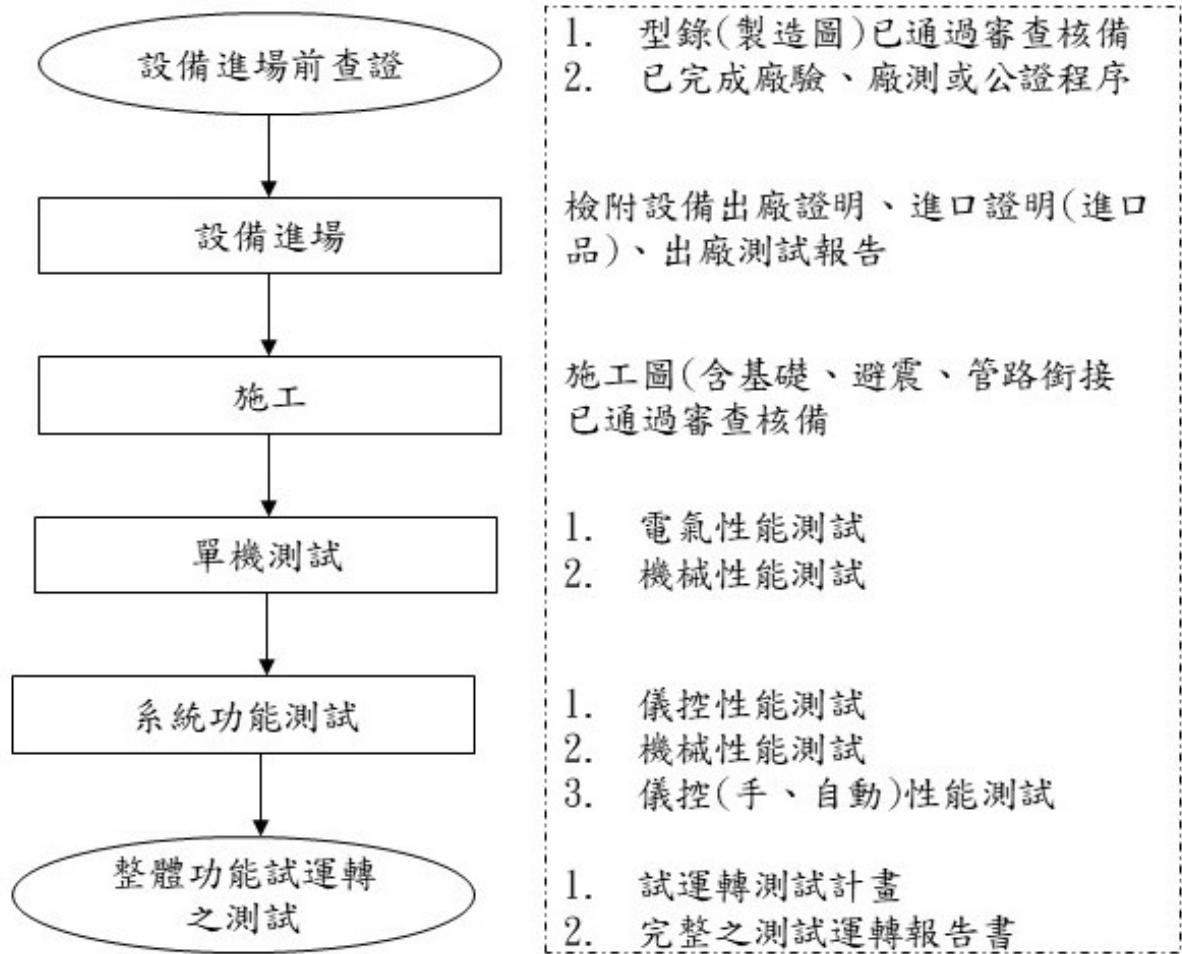 設備進場前查證
1. 型錄(製造圖)已通過審查核備
2. 已完成廠驗、廠測或公證程序
設備進場
檢附設備出廠證明、進口證明(進口
品)、出廠測試報告
施工
施工圖(含基礎、避震、管路銜接
已通過審查核備
單機測試
1. 電氣性能測試
2. 機械性能測試
系統功能測試
1. 儀控性能測試
2. 機械性能測試
3. 儀控(手、自動)性能測試
整體功能試運轉
之測試
1. 試運轉測試計畫
2. 完整之測試運轉報告書